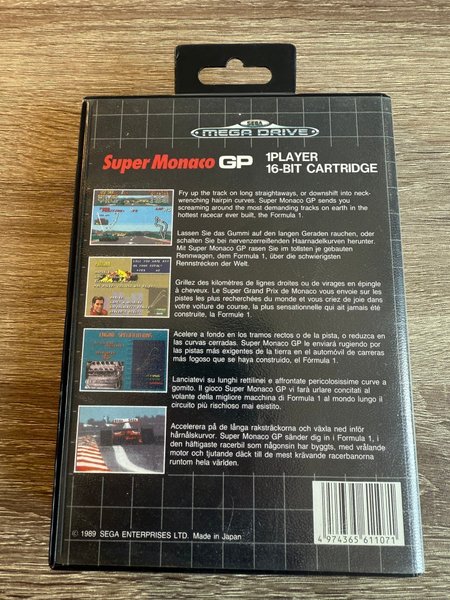 SEGA
MEGA DRIVE
Super Monaco GP
1PLAYER
16-BIT CARTRIDGE
Fry up the track on long straightaways, or downshift into neck-
wrenching hairpin curves. Super Monaco GP sends you
screaming around the most demanding tracks on earth in the
hottest racecar ever built, the Formula 1.
Lassen Sie das Gummi auf den langen Geraden rauchen, oder
schalten Sie bei nervenzerreißenden Haarnadelkurven herunter.
Mit Super Monaco GP rasen Sie im tollsten je gebauten
Rennwagen, dem Formula 1, über die schwierigsten
Rennstrecken der Welt.
Grillez des kilomètres de lignes droites ou de virages en épingle
à cheveux. Le Super Grand Prix de Monaco vous envoie sur les
pistes les plus recherchées du monde et vous criez de joie dans
votre voiture de course, la plus sensationnelle qui ait jamais été
construite, la Formula 1.
Acelere a fondo en los tramos rectos o de la pista, o reduzca en
las curvas cerradas. Super Monaco GP le enviará rugiendo por
las pistas más exigentes de la tierra en el automóvil de carreras
más fogoso que se haya construido, el Fórmula 1.
Lanciatevi su lunghi rettilinei e affrontate pericolosissime curve a
gomito. Il gioco Super Monaco GP vi farà urlare concitati al
volante della migliore macchina di Formula 1 al mondo lungo il
circuito più rischioso mai esistito.
Accelerera på de långa raksträckorna och växla ned inför
hårnålskurvor. Super Monaco GP sänder dig in i Formula 1, i
den häftigaste racerbil som någonsin har byggts, med vrålande
motor och tjutande däck till de mest krävande racerbanorna
runtom hela världen.
ENGINE SPECIFICATIONS
© 1989 SEGA ENTERPRISES LTD. Made in Japan
4 974365 611071